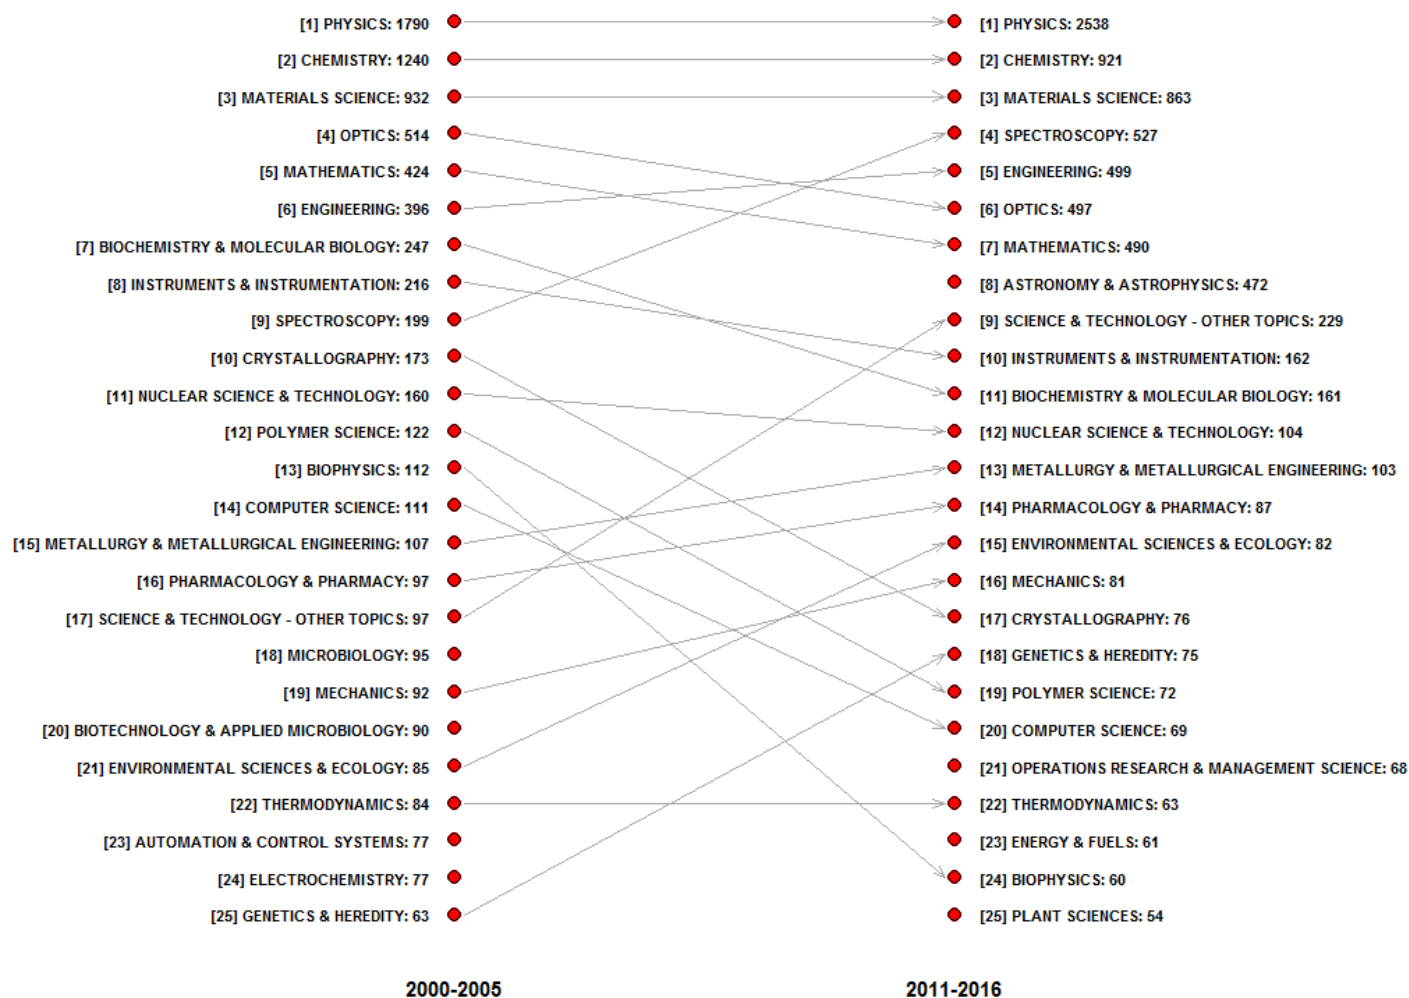 [1] PHYSICS: 1790
[1] PHYSICS: 2538
[2] CHEMISTRY: 1240
[2] CHEMISTRY: 921
[3] MATERIALS SCIENCE: 932
[3] MATERIALS SCIENCE: 863
[4] OPTICS: 514
[4] SPECTROSCOPY: 527
[5] MATHEMATICS: 424
[5] ENGINEERING: 499
[6] ENGINEERING: 396
[6] OPTICS: 497
[7] BIOCHEMISTRY & MOLECULAR BIOLOGY: 247
[7] MATHEMATICS: 490
[8] INSTRUMENTS & INSTRUMENTATION: 216
[8] ASTRONOMY & ASTROPHYSICS: 472
[9] SPECTROSCOPY: 199
[9] SCIENCE & TECHNOLOGY - OTHER TOPICS: 229
[10] CRYSTALLOGRAPHY: 173
[10] INSTRUMENTS & INSTRUMENTATION: 162
[11] NUCLEAR SCIENCE & TECHNOLOGY: 160
[11] BIOCHEMISTRY & MOLECULAR BIOLOGY: 161
[12] POLYMER SCIENCE: 122
[12] NUCLEAR SCIENCE & TECHNOLOGY: 104
[13] BIOPHYSICS: 112
[13] METALLURGY & METALLURGICAL ENGINEERING: 103
[14] COMPUTER SCIENCE: 111
[14] PHARMACOLOGY & PHARMACY: 87
[15] METALLURGY & METALLURGICAL ENGINEERING: 107
[15] ENVIRONMENTAL SCIENCES & ECOLOGY: 82
[16] PHARMACOLOGY & PHARMACY: 97
[16] MECHANICS: 81
[17] SCIENCE & TECHNOLOGY - OTHER TOPICS: 97
[17] CRYSTALLOGRAPHY: 76
[18] MICROBIOLOGY: 95
[18] GENETICS & HEREDITY: 75
[19] MECHANICS: 92
[19] POLYMER SCIENCE: 72
[20] BIOTECHNOLOGY & APPLIED MICROBIOLOGY: 90
[20] COMPUTER SCIENCE: 69
[21] ENVIRONMENTAL SCIENCES & ECOLOGY: 85
[21] OPERATIONS RESEARCH & MANAGEMENT SCIENCE: 68
[22] THERMODYNAMICS: 84
[22] THERMODYNAMICS: 63
[23] AUTOMATION & CONTROL SYSTEMS: 77
[23] ENERGY & FUELS: 61
[24] ELECTROCHEMISTRY: 77
[24] BIOPHYSICS: 60
[25] GENETICS & HEREDITY: 63
[25] PLANT SCIENCES: 54
2000-2005
2011-2016